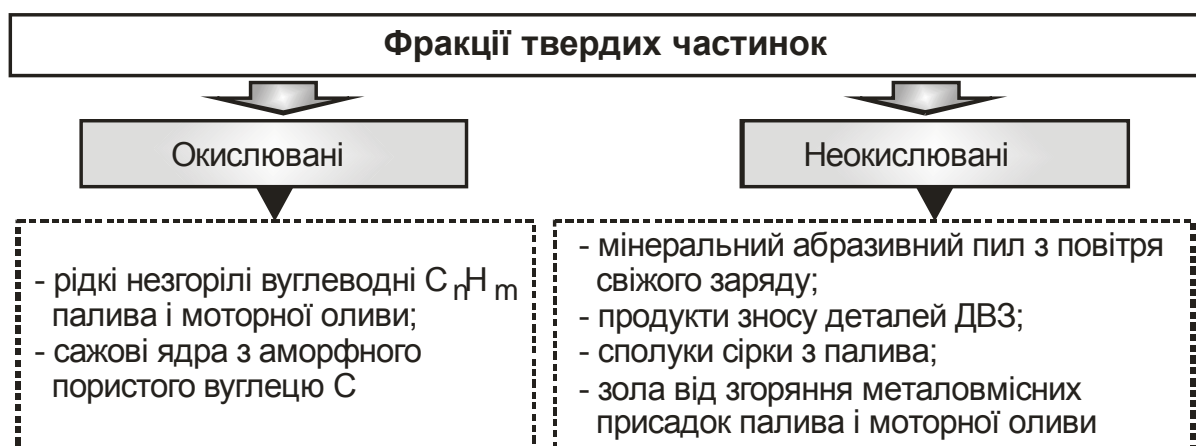 Фракції твердих частинок
Окислювані
Неокислювані
- рідкі незгорілі вуглеводні CnHm
палива і моторної оливи;
- сажові ядра з аморфного
пористого вуглецю С
- мінеральний абразивний пил з повітря
свіжого заряду;
- продукти зносу деталей ДВЗ;
- сполуки сірки з палива;
- зола від згоряння металовмісних
присадок палива і моторної оливи